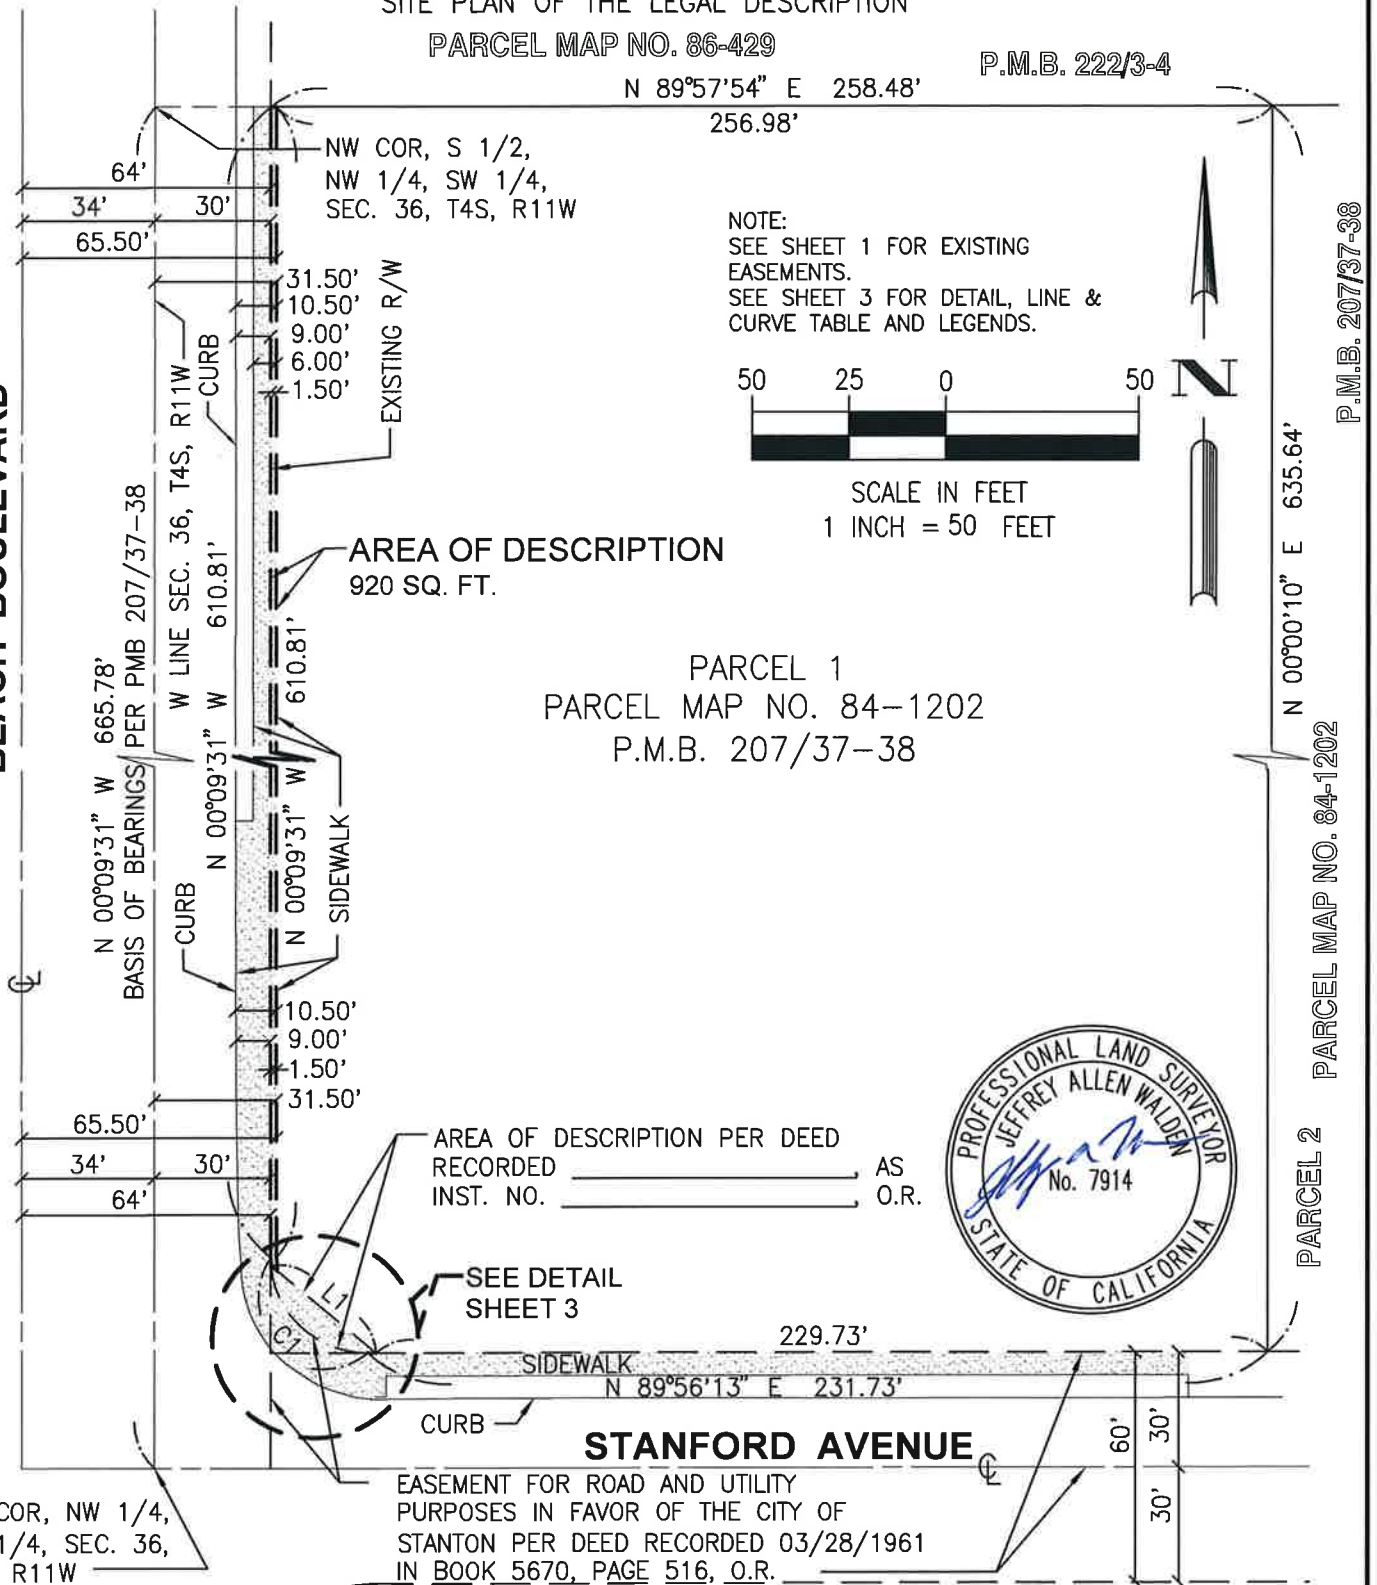 SITE PLAN OF THE LEGAL DESCRIPTION
PARCEL MAP NO. 86-429
P.M.B. 222/3-4
N 89°57'54" E 258.48'
256.98'
NW COR, S 1/2,
NW 1/4, SW 1/4,
SEC. 36, T4S, R11W
64'
34' 30'
65.50'
31.50'
10.50'
9.00'
6.00'
1.50'
EXISTING R/W
CURB
W LINE SEC. 36, T4S, R11W
NOTE:
SEE SHEET 1 FOR EXISTING
EASEMENTS.
SEE SHEET 3 FOR DETAIL, LINE &
CURVE TABLE AND LEGENDS.
50 25 0 50
SCALE IN FEET
1 INCH = 50 FEET
N
P.M.B. 207/37-38
N 00°00'10" E 635.64'
BEACH BOULEVARD
AREA OF DESCRIPTION
920 SQ. FT.
N 00°09'31" W 665.78'
BASIS OF BEARINGS PER PMB 207/37-38
N 00°09'31" W 610.81'
N 00°09'31" W 610.81'
PARCEL 1
PARCEL MAP NO. 84-1202
P.M.B. 207/37-38
SIDEWALK
CURB
℄
10.50'
9.00'
1.50'
31.50'
65.50'
34' 30'
64'
PARCEL 2 PARCEL MAP NO. 84-1202
AREA OF DESCRIPTION PER DEED
RECORDED AS
INST. NO. O.R.
PROFESSIONAL LAND SURVEYOR
JEFFREY ALLEN WALDEN
No. 7914
STATE OF CALIFORNIA
L1
C1
SEE DETAIL
SHEET 3
229.73'
SIDEWALK
N 89°56'13" E 231.73'
CURB
STANFORD AVENUE
℄
60' 30'
30'
COR, NW 1/4,
1/4, SEC. 36,
R11W
EASEMENT FOR ROAD AND UTILITY
PURPOSES IN FAVOR OF THE CITY OF
STANTON PER DEED RECORDED 03/28/1961
IN BOOK 5670, PAGE 516, O.R.